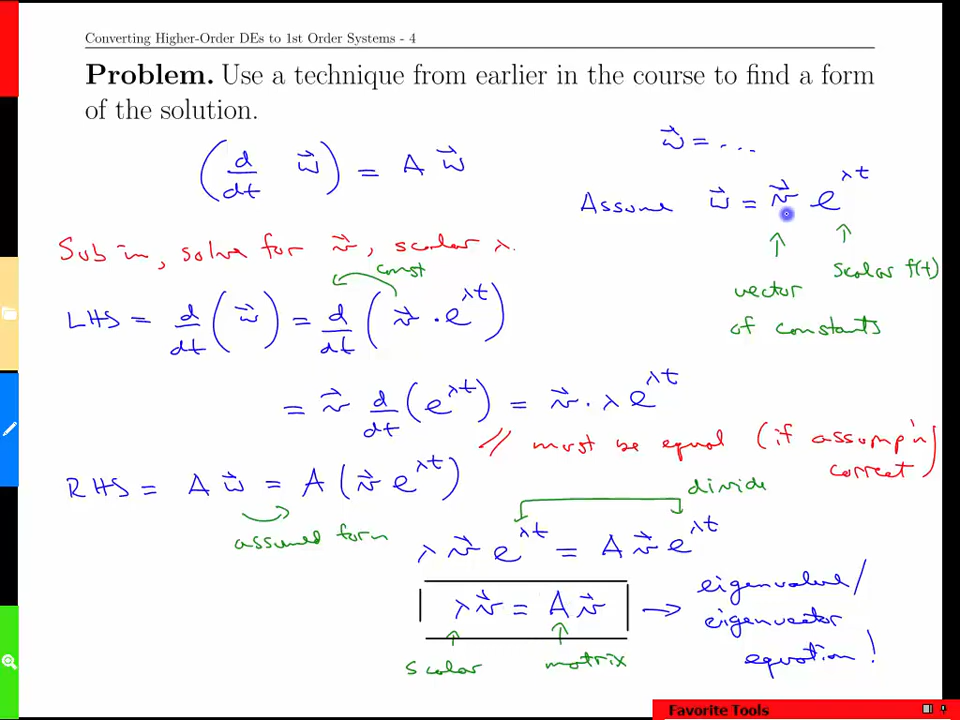 Converting Higher-Order DEs to 1st Order Systems - 4
Problem. Use a technique from earlier in the course to find a form
of the solution.
(d/dt w⃗) = A w⃗
w⃗ = ...
Assume w⃗ = v⃗ e^λt
Sub in, solve for v⃗, scalar λ.
scalar f(t)
vector
of constants
const
LHS = d/dt (w⃗) = d/dt (v⃗ · e^λt)
= v⃗ d/dt (e^λt) = v⃗ · λ e^λt
// must be equal (if assump'n
correct)
RHS = A w⃗ = A (v⃗ e^λt)
assumed form
divide
λ v⃗ e^λt = A v⃗ e^λt
λ v⃗ = A v⃗ → eigenvalue/
eigenvector
equation!
scalar
matrix
Favorite Tools